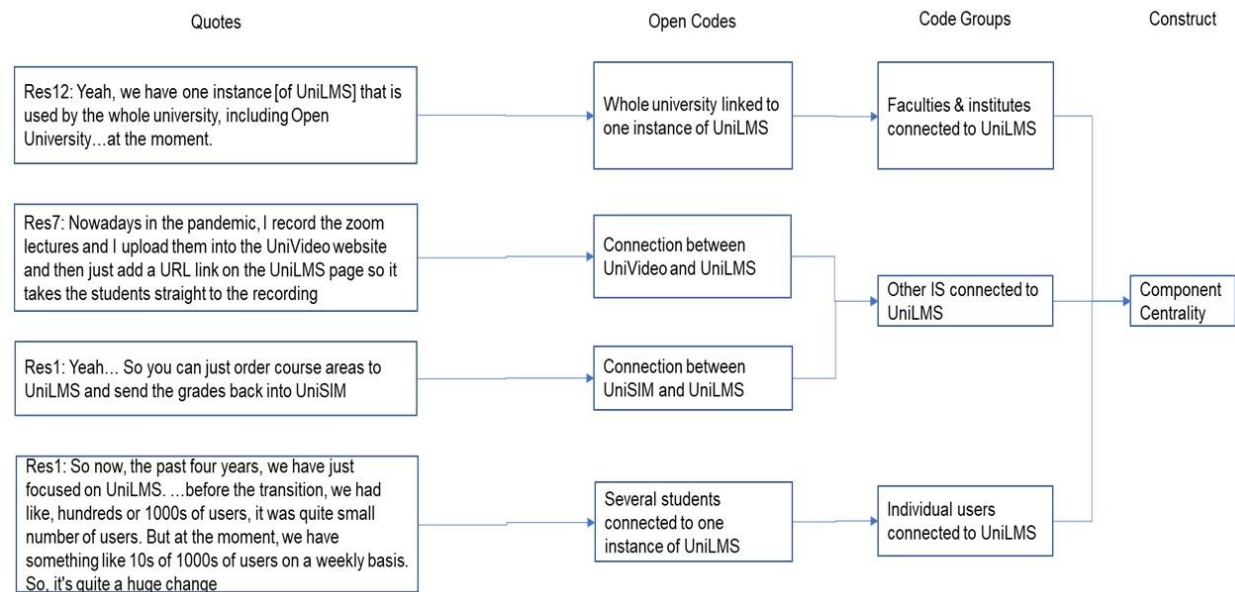 Quotes
Open Codes
Code Groups
Construct
Res12: Yeah, we have one instance [of UniLMS] that is
used by the whole university, including Open
University…at the moment.
Whole university linked to
one instance of UniLMS
Faculties & institutes
connected to UniLMS
Res7: Nowadays in the pandemic, I record the zoom
lectures and I upload them into the UniVideo website
and then just add a URL link on the UniLMS page so it
takes the students straight to the recording
Connection between
UniVideo and UniLMS
Other IS connected to
UniLMS
Component
Centrality
Res1: Yeah… So you can just order course areas to
UniLMS and send the grades back into UniSIM
Connection between
UniSIM and UniLMS
Res1: So now, the past four years, we have just
focused on UniLMS. …before the transition, we had
like, hundreds or 1000s of users, it was quite small
number of users. But at the moment, we have
something like 10s of 1000s of users on a weekly basis.
So, it's quite a huge change
Several students
connected to one
instance of UniLMS
Individual users
connected to UniLMS